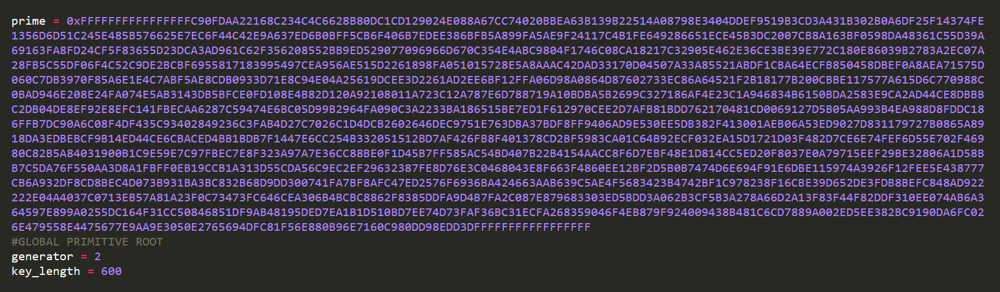 prime = 0xFFFFFFFFFFFFFFFFC90FDAA22168C234C4C6628B80DC1CD129024E088A67CC74020BBEA63B139B22514A08798E3404DDEF9519B3CD3A431B302B0A6DF25F14374FE
1356D6D51C245E485B576625E7EC6F44C42E9A637ED6B0BFF5CB6F406B7EDEE386BFB5A899FA5AE9F24117C4B1FE649286651ECE45B3DC2007CB8A163BF0598DA48361C55D39A
69163FA8FD24CF5F83655D23DCA3AD961C62F356208552BB9ED529077096966D670C354E4ABC9804F1746C08CA18217C32905E462E36CE3BE39E772C180E86039B2783A2EC07A
28FB5C55DF06F4C52C9DE2BCBF6955817183995497CEA956AE515D2261898FA051015728E5A8AAAC42DAD33170D04507A33A85521ABDF1CBA64ECFB850458DBEF0A8AEA71575D
060C7DB3970F85A6E1E4C7ABF5AE8CDB0933D71E8C94E04A25619DCEE3D2261AD2EE6BF12FFA06D98A0864D87602733EC86A64521F2B18177B200CBBE117577A615D6C770988C
0BAD946E208E24FA074E5AB3143DB5BFCE0FD108E4B82D120A92108011A723C12A787E6D788719A10BDBA5B2699C327186AF4E23C1A946834B6150BDA2583E9CA2AD44CE8DBBB
C2DB04DE8EF92E8EFC141FBECAA6287C59474E6BC05D99B2964FA090C3A2233BA186515BE7ED1F612970CEE2D7AFB81BDD762170481CD0069127D5B05AA993B4EA988D8FDDC18
6FFB7DC90A6C08F4DF435C93402849236C3FAB4D27C7026C1D4DCB2602646DEC9751E763DBA37BDF8FF9406AD9E530EE5DB382F413001AEB06A53ED9027D831179727B0865A89
18DA3EDBEBCF9B14ED44CE6CBACED4BB1BDB7F1447E6CC254B332051512BD7AF426FB8F401378CD2BF5983CA01C64B92ECF032EA15D1721D03F482D7CE6E74FEF6D55E702F469
80C82B5A84031900B1C9E59E7C97FBEC7E8F323A97A7E36CC88BE0F1D45B7FF585AC54BD407B22B4154AACC8F6D7EBF48E1D814CC5ED20F8037E0A79715EEF29BE32806A1D58B
B7C5DA76F550AA3D8A1FBFF0EB19CCB1A313D55CDA56C9EC2EF29632387FE8D76E3C0468043E8F663F4860EE12BF2D5B0B7474D6E694F91E6DBE115974A3926F12FEE5E438777
CB6A932DF8CD8BEC4D073B931BA3BC832B68D9DD300741FA7BF8AFC47ED2576F6936BA424663AAB639C5AE4F5683423B4742BF1C978238F16CBE39D652DE3FDB8BEFC848AD922
222E04A4037C0713EB57A81A23F0C73473FC646CEA306B4BCBC8862F8385DDFA9D4B7FA2C087E879683303ED5BDD3A062B3CF5B3A278A66D2A13F83F44F82DDF310EE074AB6A3
64597E899A0255DC164F31CC50846851DF9AB48195DED7EA1B1D510BD7EE74D73FAF36BC31ECFA268359046F4EB879F924009438B481C6CD7889A002ED5EE382BC9190DA6FC02
6E479558E4475677E9AA9E3050E2765694DFC81F56E880B96E7160C980DD98EDD3DFFFFFFFFFFFFFFFFF
#GLOBAL PRIMITIVE ROOT
generator = 2
key_length = 600